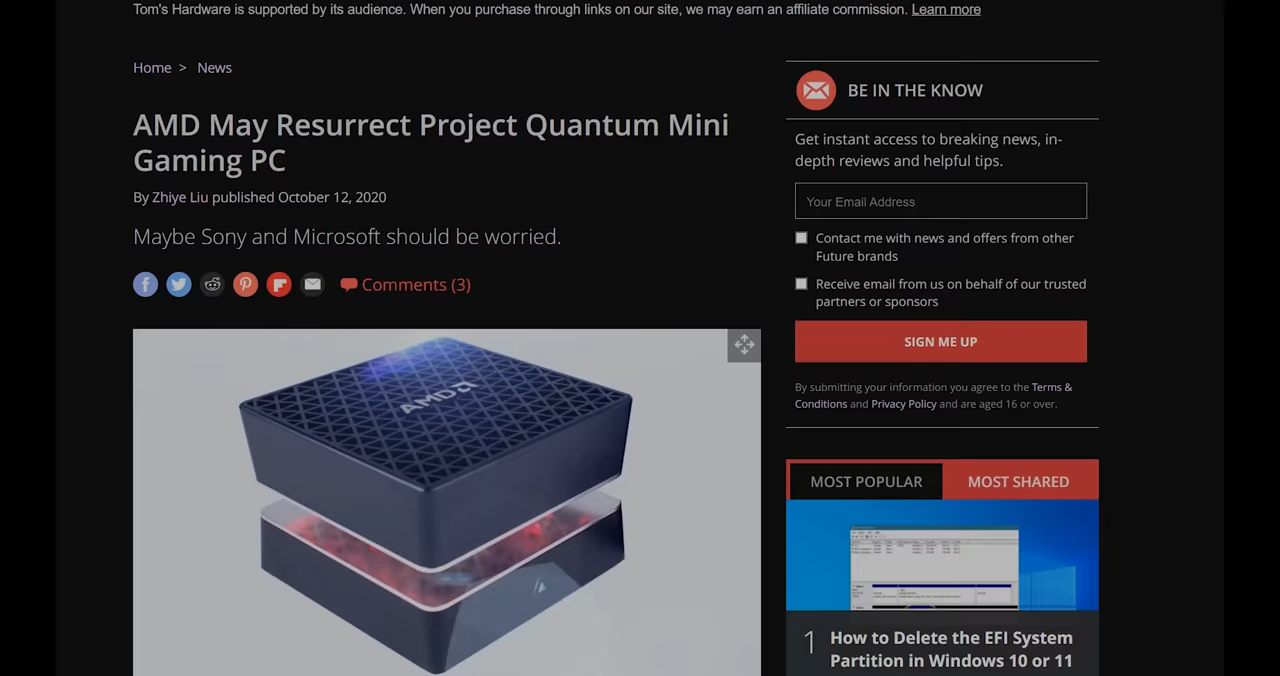 Tom's Hardware is supported by its audience. When you purchase through links on our site, we may earn an affiliate commission. Learn more
Home > News
AMD May Resurrect Project Quantum Mini
Gaming PC
By Zhiye Liu published October 12, 2020
Maybe Sony and Microsoft should be worried.
Comments (3)
AMD
BE IN THE KNOW
Get instant access to breaking news, in-
depth reviews and helpful tips.
Your Email Address
Contact me with news and offers from other
Future brands
Receive email from us on behalf of our trusted
partners or sponsors
SIGN ME UP
By submitting your information you agree to the Terms &
Conditions and Privacy Policy and are aged 16 or over.
MOST POPULAR
MOST SHARED
1 How to Delete the EFI System
Partition in Windows 10 or 11